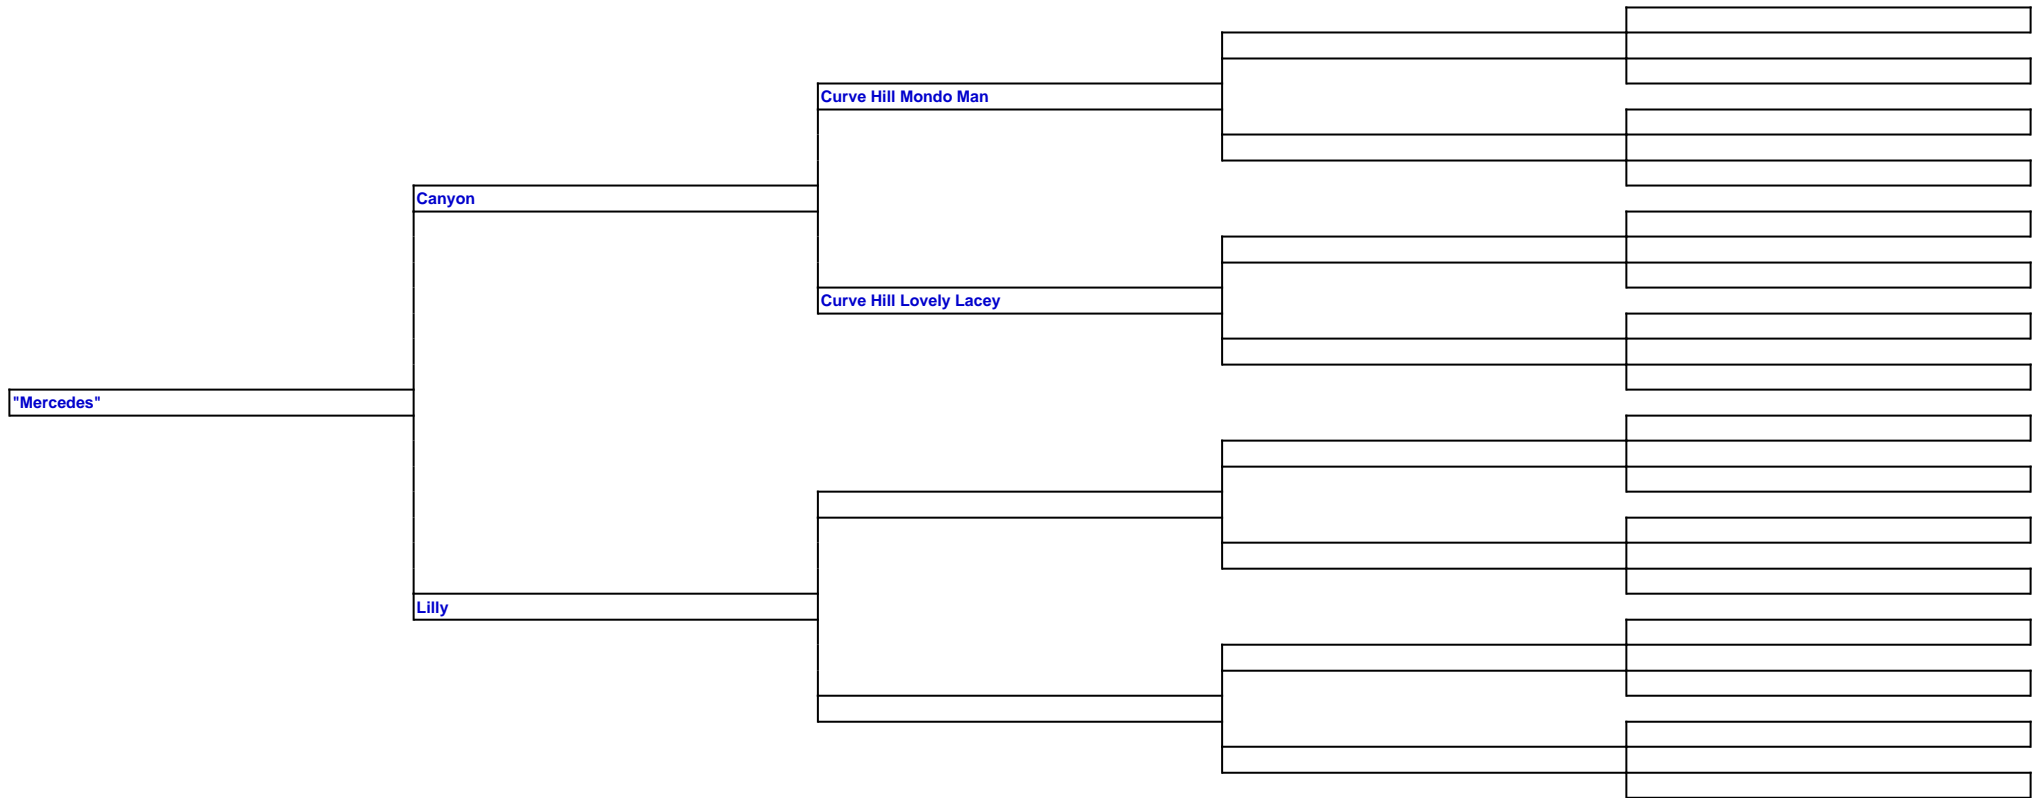 Curve Hill Mondo Man
Canyon
Curve Hill Lovely Lacey
"Mercedes"
Lilly